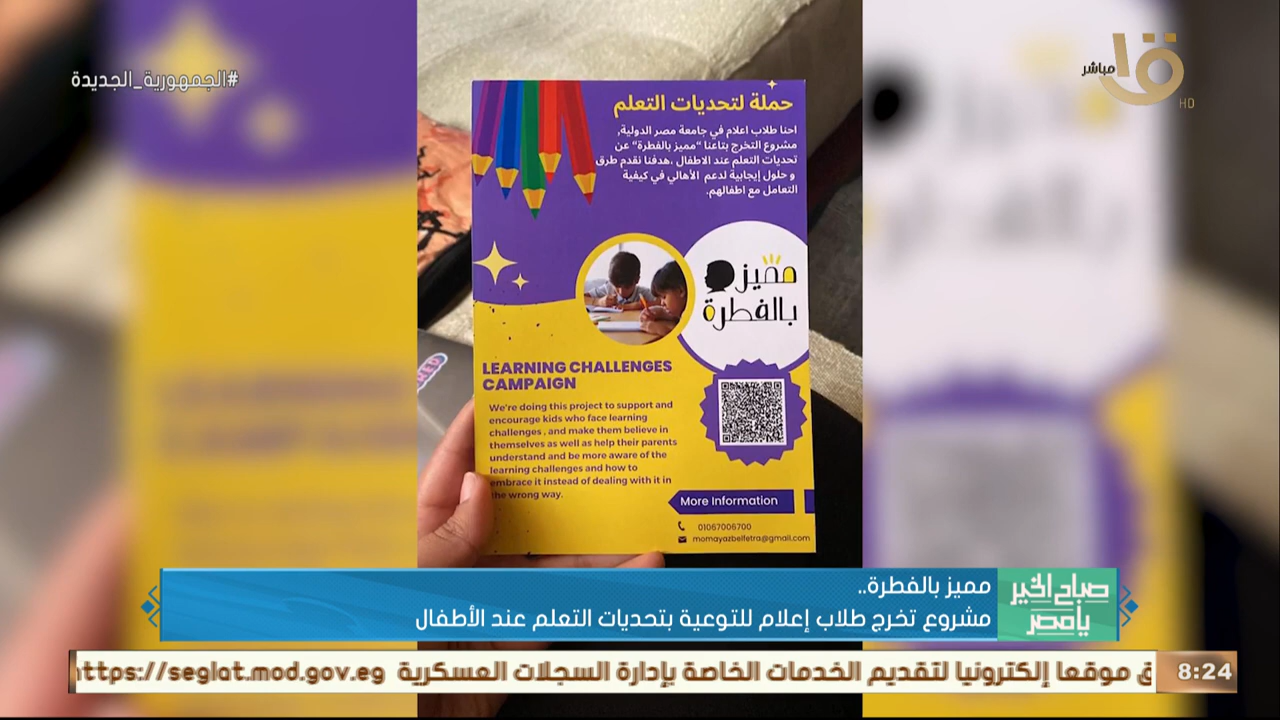 #الجمهورية_الجديدة
مباشر
HD
حملة لتحديات التعلم
احنا طلاب اعلام في جامعة مصر الدولية,
مشروع التخرج بتاعنا "مميز بالفطرة" عن
تحديات التعلم عند الاطفال ,هدفنا نقدم طرق
و حلول إيجابية لدعم الأهالي في كيفية
التعامل مع اطفالهم.
مميز
بالفطرة
LEARNING CHALLENGES
CAMPAIGN
We're doing this project to support and
encourage kids who face learning
challenges , and make them believe in
themselves as well as help their parents
understand and be more aware of the
learning challenges and how to
embrace it instead of dealing with it in
the wrong way.
More Information
01067006700
momayazbelfetra@gmail.com
مميز بالفطرة..
مشروع تخرج طلاب إعلام للتوعية بتحديات التعلم عند الأطفال
صباح الخير
يا مصر
ق موقعا إلكترونيا لتقديم الخدمات الخاصة بإدارة السجلات العسكرية https://seglat.mod.gov.eg
8:24